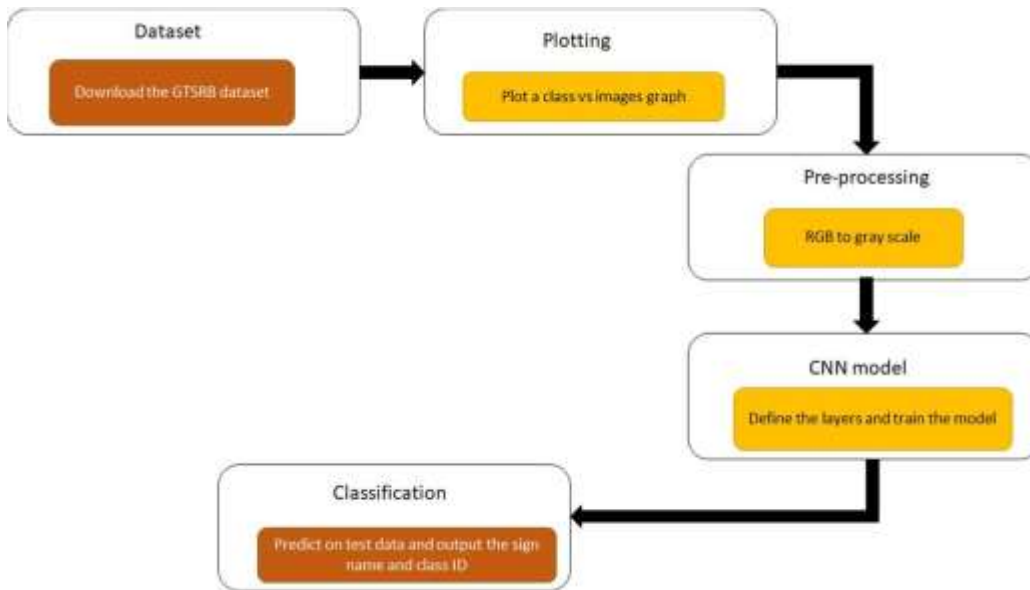 Dataset
Download the GTSRB dataset
Plotting
Plot a class vs images graph
Pre-processing
RGB to gray scale
CNN model
Define the layers and train the model
Classification
Predict on test data and output the sign
name and class ID